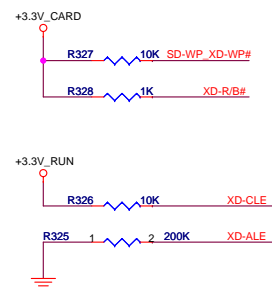 +3.3V_CARD
R327 10K SD-WP_XD-WP#
R328 1K XD-R/B#
+3.3V_RUN
R326 10K XD-CLE
R325 1 2 200K XD-ALE